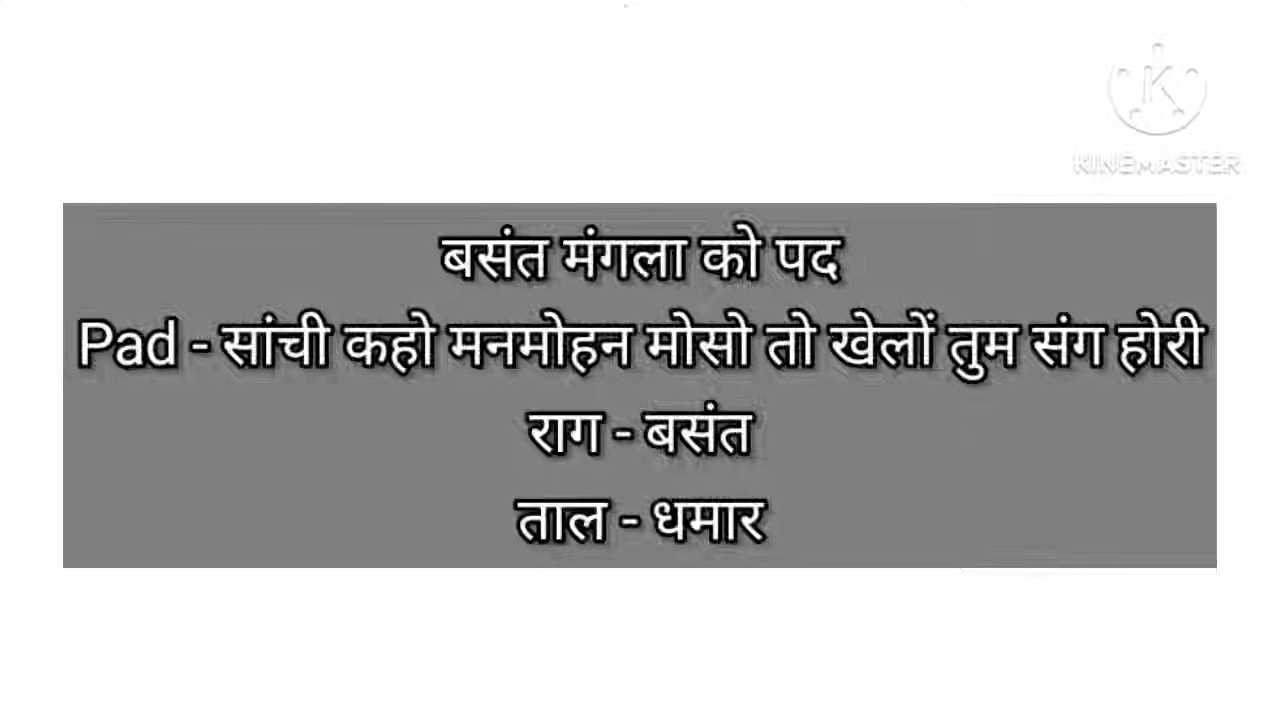 KINEMASTER
बसंत मंगला को पद
Pad - सांची कहो मनमोहन मोसो तो खेलों तुम संग होरी
राग - बसंत
ताल - धमार